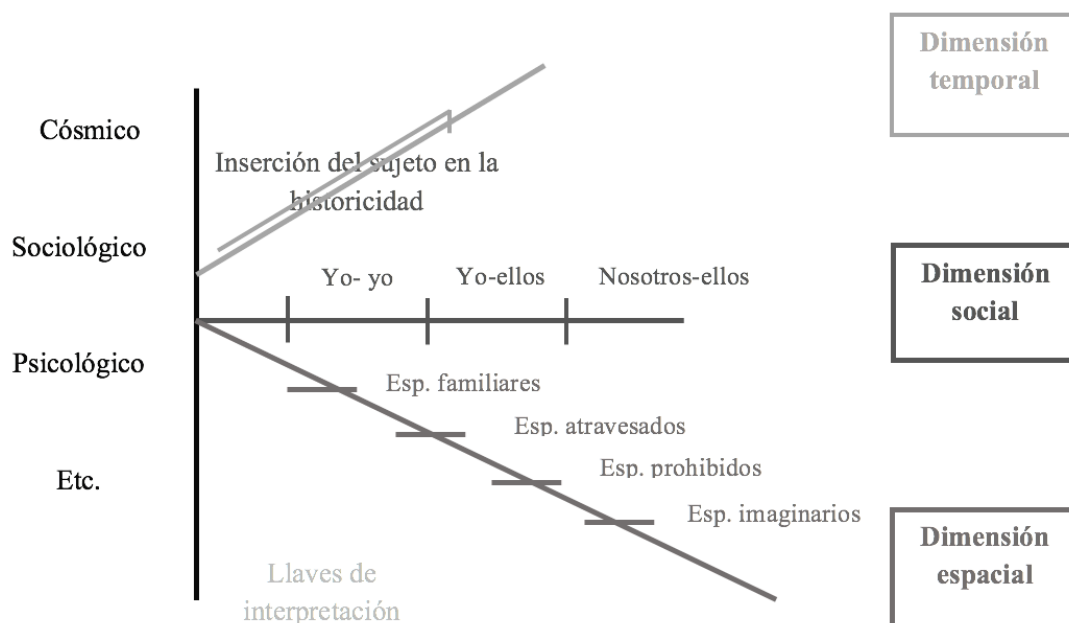 Dimensión
temporal
Cósmico
Inserción del sujeto en la
historicidad
Sociológico
Yo- yo
Yo-ellos
Nosotros-ellos
Dimensión
social
Psicológico
Esp. familiares
Esp. atravesados
Esp. prohibidos
Etc.
Esp. imaginarios
Dimensión
espacial
Llaves de
interpretación